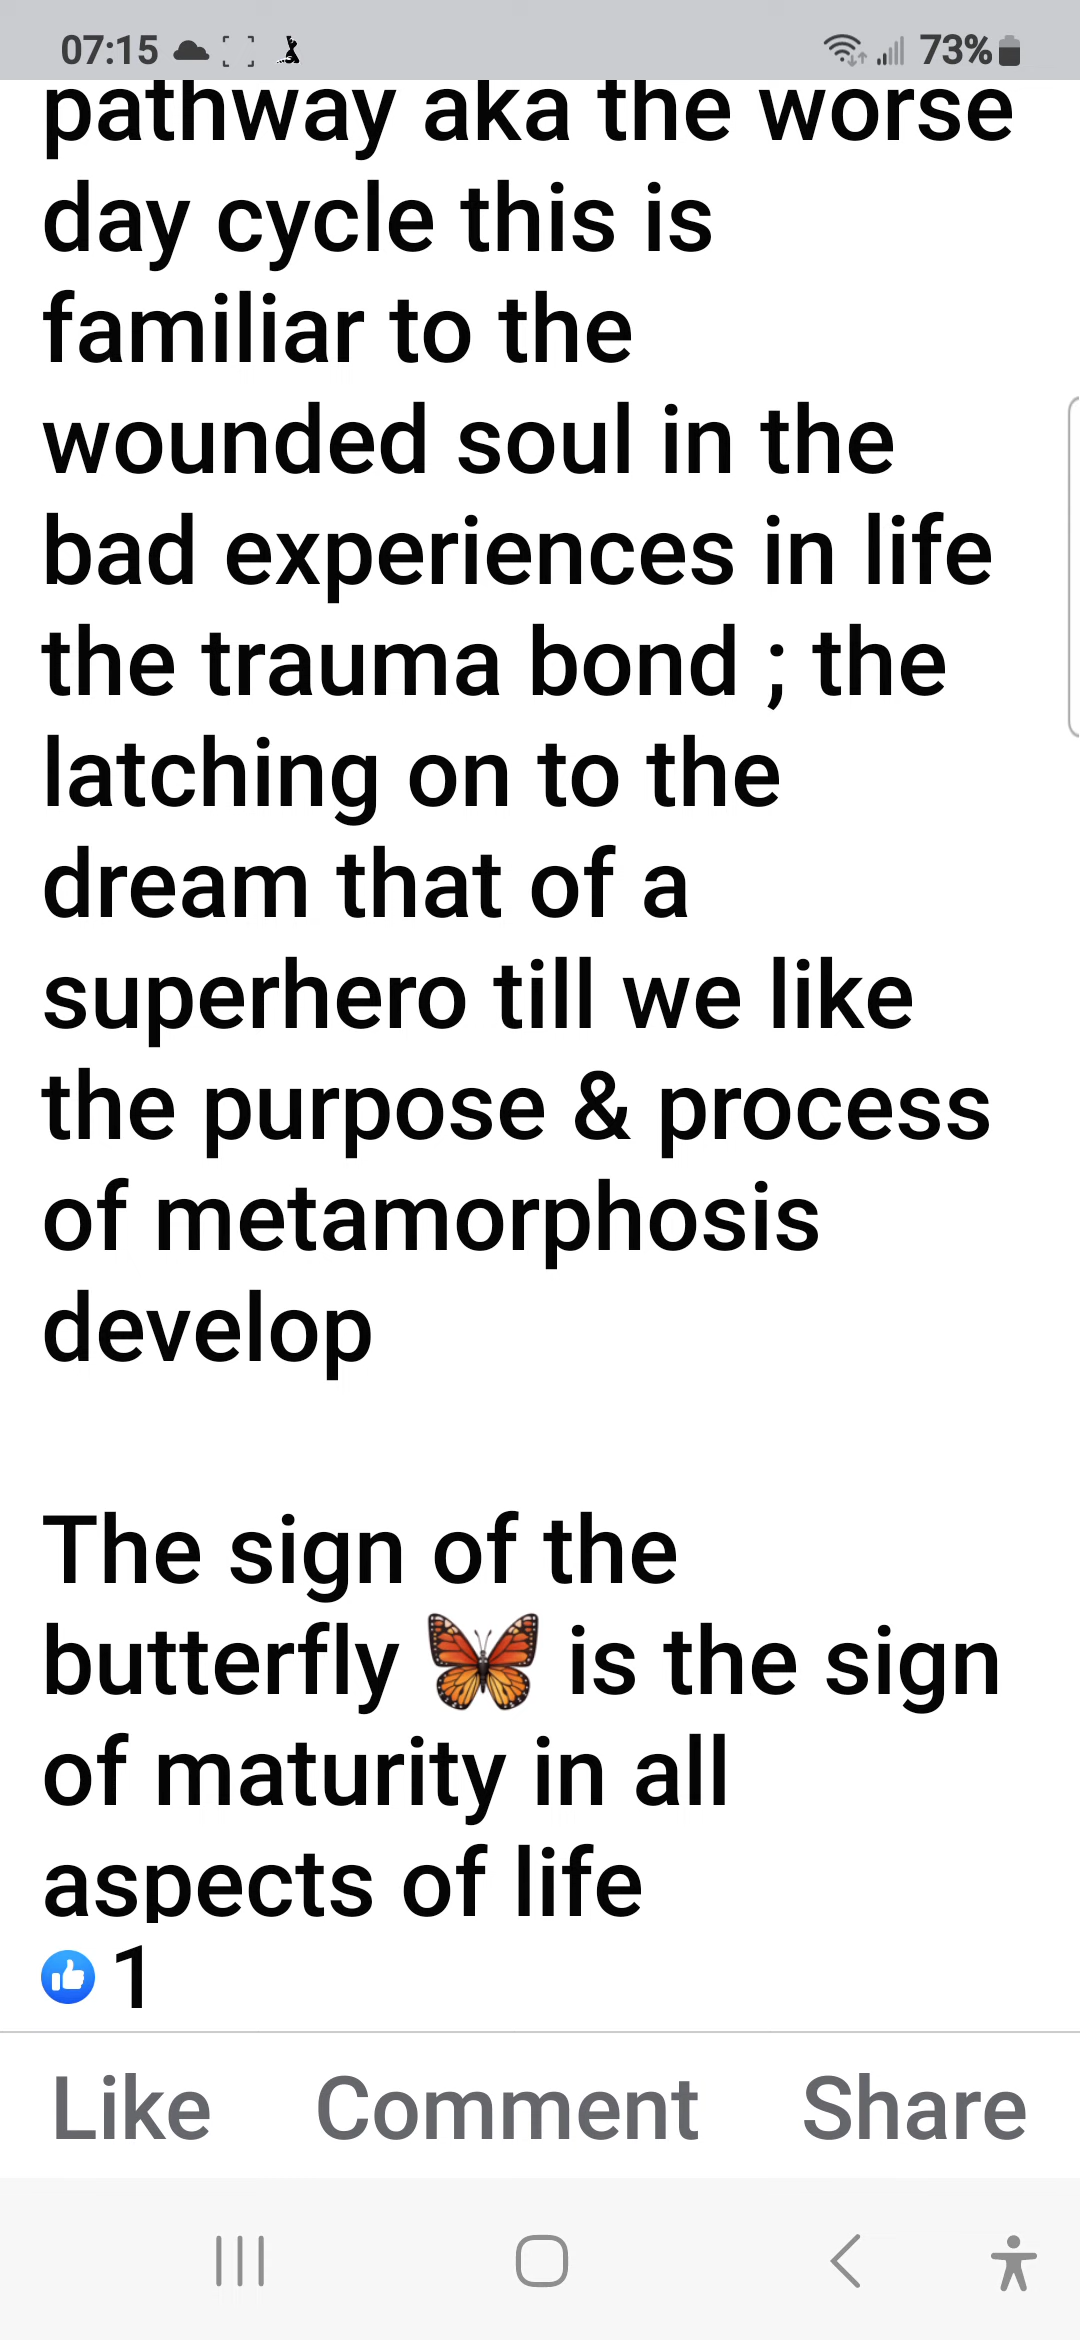 07:15 73%
pathway aka the worse
day cycle this is
familiar to the
wounded soul in the
bad experiences in life
the trauma bond ; the
latching on to the
dream that of a
superhero till we like
the purpose & process
of metamorphosis
develop
The sign of the
butterfly 🦋 is the sign
of maturity in all
aspects of life
1
Like Comment Share